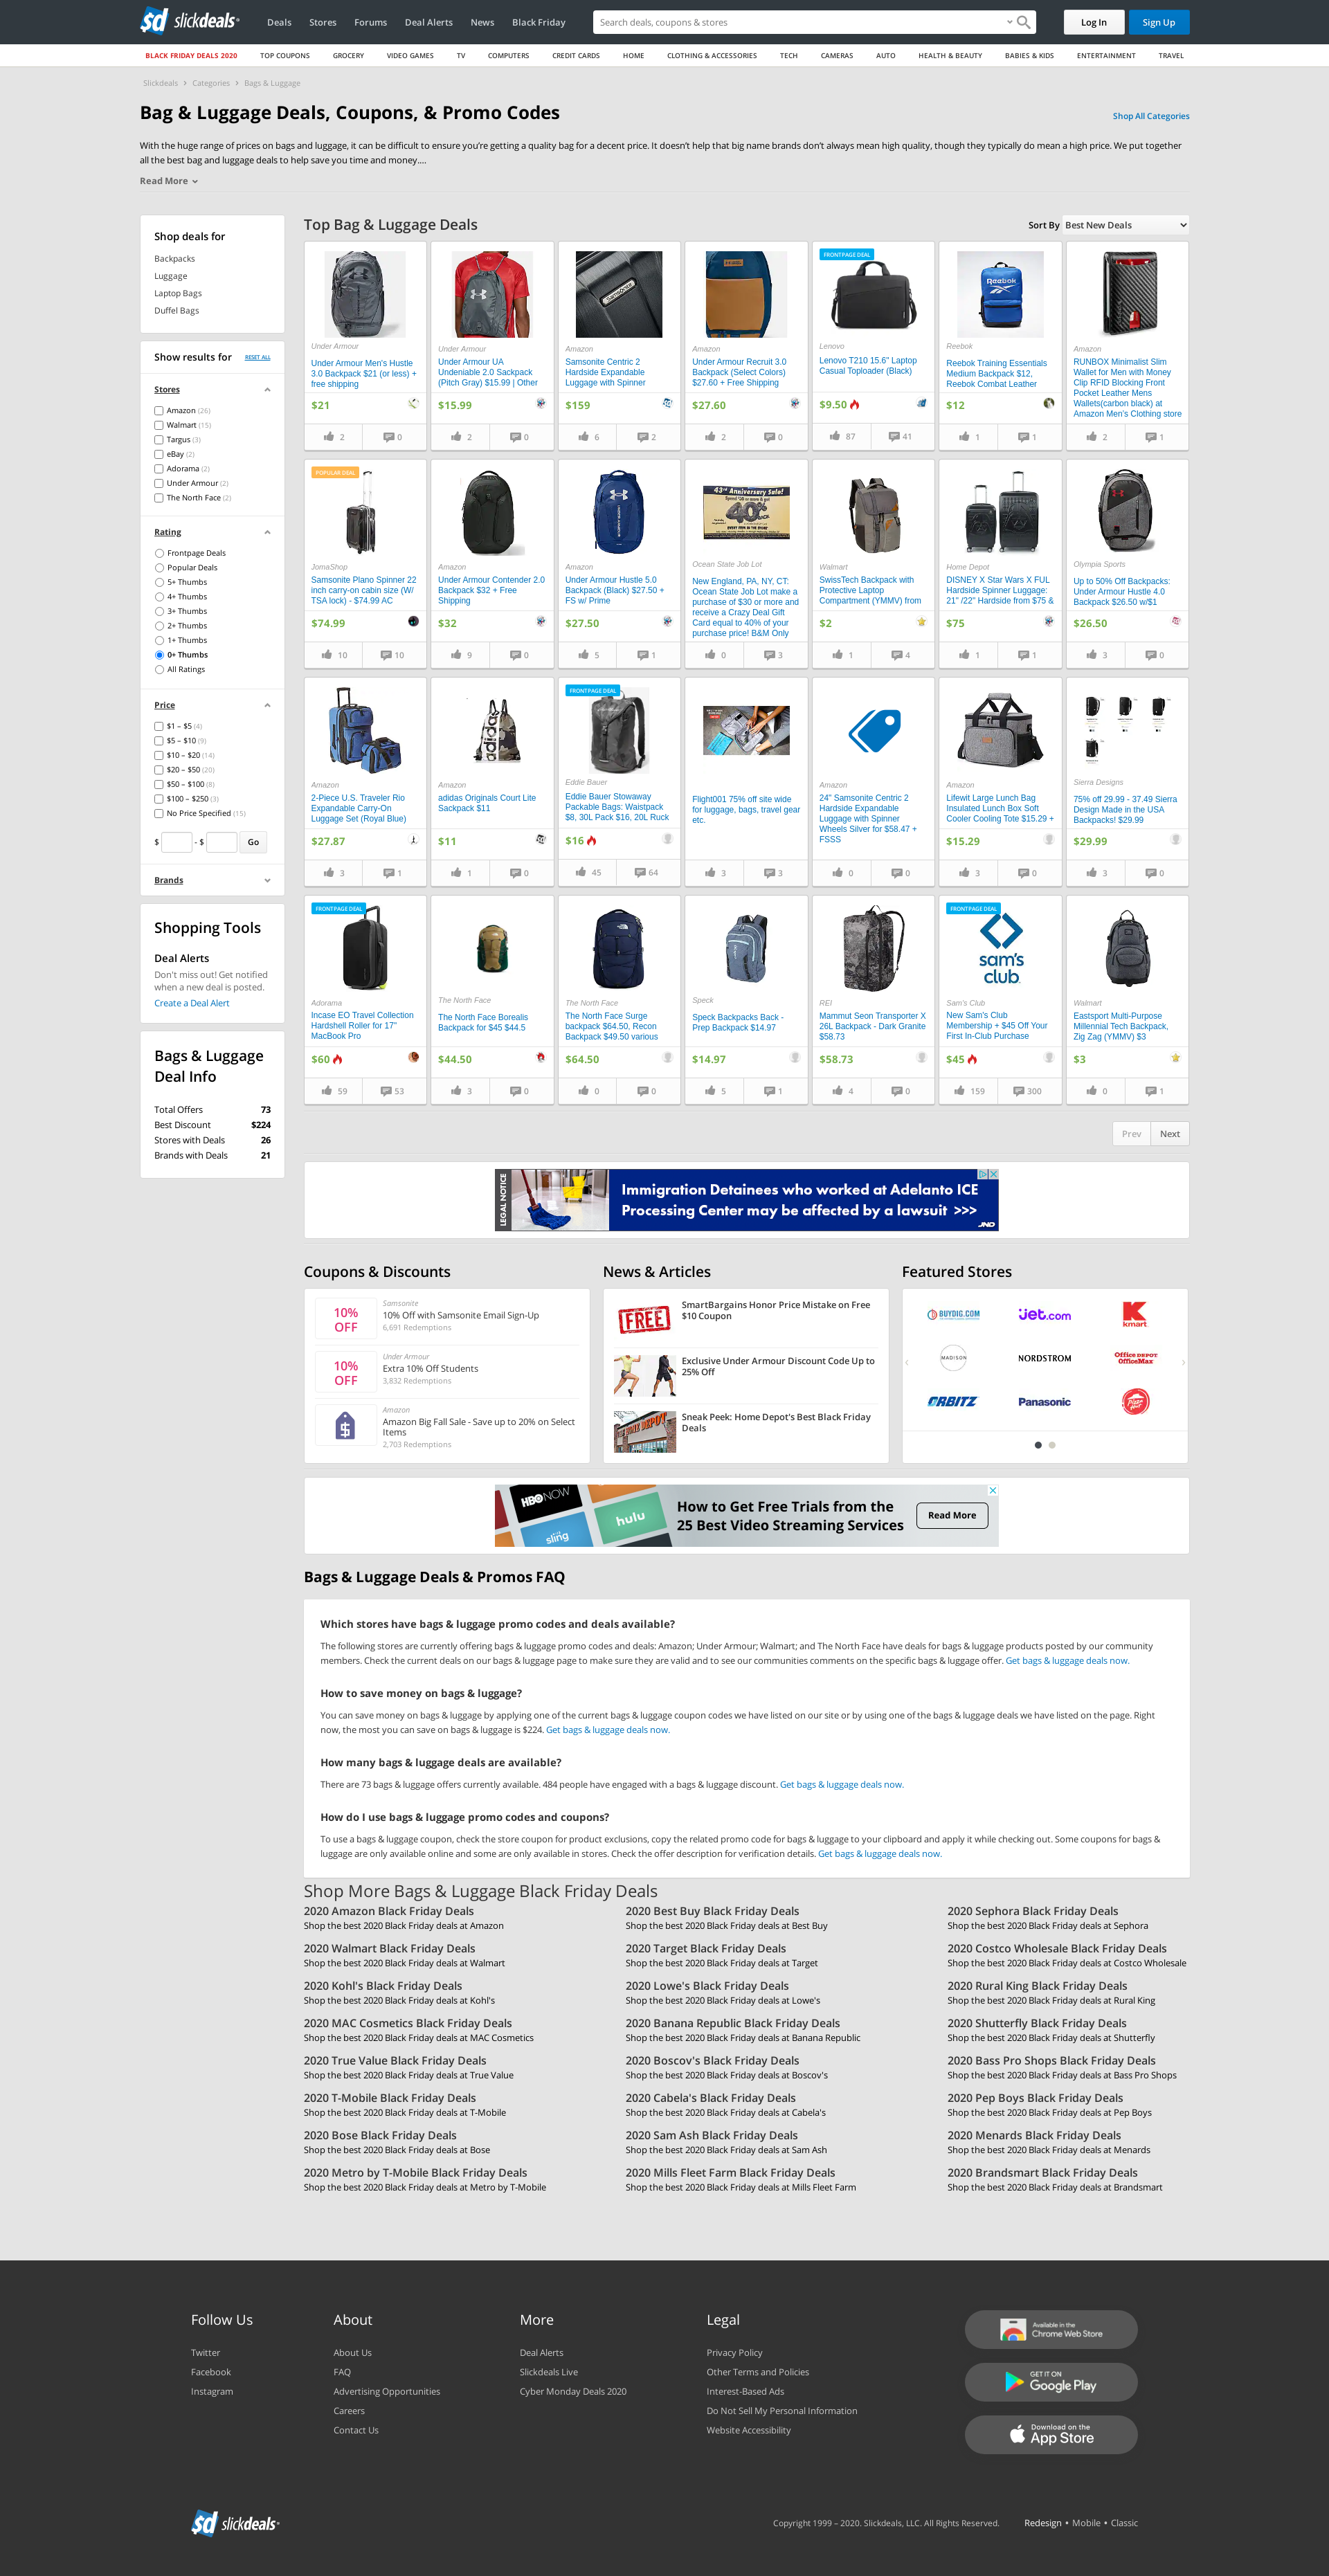 slickdeals
Deals
Stores
Forums
Deal Alerts
News
Black Friday
Search deals, coupons & stores
Log In
Sign Up
BLACK FRIDAY DEALS 2020
TOP COUPONS
GROCERY
VIDEO GAMES
TV
COMPUTERS
CREDIT CARDS
HOME
CLOTHING & ACCESSORIES
TECH
CAMERAS
AUTO
HEALTH & BEAUTY
BABIES & KIDS
ENTERTAINMENT
TRAVEL
Slickdeals > Categories > Bags & Luggage
Bag & Luggage Deals, Coupons, & Promo Codes
Shop All Categories
With the huge range of prices on bags and luggage, it can be difficult to ensure you're getting a quality bag for a decent price. It doesn't help that big name brands don't always mean high quality, though they typically do mean a high price. We put together
all the best bag and luggage deals to help save you time and money....
Read More
Shop deals for
Backpacks
Luggage
Laptop Bags
Duffel Bags
Show results for
RESET ALL
Stores
Amazon (26)
Walmart (15)
Targus (3)
eBay (2)
Adorama (2)
Under Armour (2)
The North Face (2)
Rating
Frontpage Deals
Popular Deals
5+ Thumbs
4+ Thumbs
3+ Thumbs
2+ Thumbs
1+ Thumbs
0+ Thumbs
All Ratings
Price
$1 – $5 (4)
$5 – $10 (9)
$10 – $20 (14)
$20 – $50 (20)
$50 – $100 (8)
$100 – $250 (3)
No Price Specified (15)
$ - $ Go
Brands
Shopping Tools
Deal Alerts
Don't miss out! Get notified
when a new deal is posted.
Create a Deal Alert
Bags & Luggage
Deal Info
Total Offers 73
Best Discount $224
Stores with Deals 26
Brands with Deals 21
Top Bag & Luggage Deals
Sort By Best New Deals
Under Armour
Under Armour Men's Hustle
3.0 Backpack $21 (or less) +
free shipping
$21
2
0
Under Armour
Under Armour UA
Undeniable 2.0 Sackpack
(Pitch Gray) $15.99 | Other
$15.99
2
0
Samsonite
Amazon
Samsonite Centric 2
Hardside Expandable
Luggage with Spinner
$159
6
2
Amazon
Under Armour Recruit 3.0
Backpack (Select Colors)
$27.60 + Free Shipping
$27.60
2
0
FRONTPAGE DEAL
Lenovo
Lenovo T210 15.6" Laptop
Casual Toploader (Black)
$9.50
87
41
Reebok
Reebok
Reebok Training Essentials
Medium Backpack $12,
Reebok Combat Leather
$12
1
1
Amazon
RUNBOX Minimalist Slim
Wallet for Men with Money
Clip RFID Blocking Front
Pocket Leather Mens
Wallets(carbon black) at
Amazon Men's Clothing store
2
1
POPULAR DEAL
JomaShop
Samsonite Plano Spinner 22
inch carry-on cabin size (W/
TSA lock) - $74.99 AC
$74.99
10
10
Amazon
Under Armour Contender 2.0
Backpack $32 + Free
Shipping
$32
9
0
Amazon
Under Armour Hustle 5.0
Backpack (Black) $27.50 +
FS w/ Prime
$27.50
5
1
43rd Anniversary Sale!
40%
Ocean State Job Lot
New England, PA, NY, CT:
Ocean State Job Lot make a
purchase of $30 or more and
receive a Crazy Deal Gift
Card equal to 40% of your
purchase price! B&M Only
0
3
Walmart
SwissTech Backpack with
Protective Laptop
Compartment (YMMV) from
$2
1
4
Home Depot
DISNEY X Star Wars X FUL
Hardside Spinner Luggage:
21" /22" Hardside from $75 &
$75
1
1
Olympia Sports
Up to 50% Off Backpacks:
Under Armour Hustle 4.0
Backpack $26.50 w/$1
$26.50
3
0
Amazon
2-Piece U.S. Traveler Rio
Expandable Carry-On
Luggage Set (Royal Blue)
$27.87
3
1
adidas
Amazon
adidas Originals Court Lite
Sackpack $11
$11
1
0
FRONTPAGE DEAL
Eddie Bauer
Eddie Bauer Stowaway
Packable Bags: Waistpack
$8, 30L Pack $16, 20L Ruck
$16
45
64
Flight001 75% off site wide
for luggage, bags, travel gear
etc.
3
3
Amazon
24" Samsonite Centric 2
Hardside Expandable
Luggage with Spinner
Wheels Silver for $58.47 +
FSSS
0
0
Amazon
Lifewit Large Lunch Bag
Insulated Lunch Box Soft
Cooler Cooling Tote $15.29 +
$15.29
3
0
Sierra Designs
75% off 29.99 - 37.49 Sierra
Design Made in the USA
Backpacks! $29.99
$29.99
3
0
FRONTPAGE DEAL
Adorama
Incase EO Travel Collection
Hardshell Roller for 17"
MacBook Pro
$60
59
53
The North Face
The North Face Borealis
Backpack for $45 $44.5
$44.50
3
0
The North Face
The North Face Surge
backpack $64.50, Recon
Backpack $49.50 various
$64.50
0
0
Speck
Speck Backpacks Back -
Prep Backpack $14.97
$14.97
5
1
REI
Mammut Seon Transporter X
26L Backpack - Dark Granite
$58.73
$58.73
4
0
FRONTPAGE DEAL
sam's
club
Sam's Club
New Sam's Club
Membership + $45 Off Your
First In-Club Purchase
$45
159
300
Walmart
Eastsport Multi-Purpose
Millennial Tech Backpack,
Zig Zag (YMMV) $3
$3
0
1
Prev
Next
LEGAL NOTICE
Immigration Detainees who worked at Adelanto ICE
Processing Center may be affected by a lawsuit >>>
JND
Coupons & Discounts
10%
OFF
Samsonite
10% Off with Samsonite Email Sign-Up
6,691 Redemptions
10%
OFF
Under Armour
Extra 10% Off Students
3,832 Redemptions
Amazon
Amazon Big Fall Sale - Save up to 20% on Select
Items
2,703 Redemptions
News & Articles
FREE
SmartBargains Honor Price Mistake on Free
$10 Coupon
Exclusive Under Armour Discount Code Up to
25% Off
Sneak Peek: Home Depot's Best Black Friday
Deals
Featured Stores
BUYDIG.COM
Jet.com
kmart
MADISON
NORDSTROM
Office DEPOT
OfficeMax
ORBITZ
Panasonic
HBO NOW
hulu
sling
How to Get Free Trials from the
25 Best Video Streaming Services
Read More
Bags & Luggage Deals & Promos FAQ
Which stores have bags & luggage promo codes and deals available?
The following stores are currently offering bags & luggage promo codes and deals: Amazon; Under Armour; Walmart; and The North Face have deals for bags & luggage products posted by our community
members. Check the current deals on our bags & luggage page to make sure they are valid and to see our communities comments on the specific bags & luggage offer. Get bags & luggage deals now.
How to save money on bags & luggage?
You can save money on bags & luggage by applying one of the current bags & luggage coupon codes we have listed on our site or by using one of the bags & luggage deals we have listed on the page. Right
now, the most you can save on bags & luggage is $224. Get bags & luggage deals now.
How many bags & luggage deals are available?
There are 73 bags & luggage offers currently available. 484 people have engaged with a bags & luggage discount. Get bags & luggage deals now.
How do I use bags & luggage promo codes and coupons?
To use a bags & luggage coupon, check the store coupon for product exclusions, copy the related promo code for bags & luggage to your clipboard and apply it while checking out. Some coupons for bags &
luggage are only available online and some are only available in stores. Check the offer description for verification details. Get bags & luggage deals now.
Shop More Bags & Luggage Black Friday Deals
2020 Amazon Black Friday Deals
Shop the best 2020 Black Friday deals at Amazon
2020 Best Buy Black Friday Deals
Shop the best 2020 Black Friday deals at Best Buy
2020 Sephora Black Friday Deals
Shop the best 2020 Black Friday deals at Sephora
2020 Walmart Black Friday Deals
Shop the best 2020 Black Friday deals at Walmart
2020 Target Black Friday Deals
Shop the best 2020 Black Friday deals at Target
2020 Costco Wholesale Black Friday Deals
Shop the best 2020 Black Friday deals at Costco Wholesale
2020 Kohl's Black Friday Deals
Shop the best 2020 Black Friday deals at Kohl's
2020 Lowe's Black Friday Deals
Shop the best 2020 Black Friday deals at Lowe's
2020 Rural King Black Friday Deals
Shop the best 2020 Black Friday deals at Rural King
2020 MAC Cosmetics Black Friday Deals
Shop the best 2020 Black Friday deals at MAC Cosmetics
2020 Banana Republic Black Friday Deals
Shop the best 2020 Black Friday deals at Banana Republic
2020 Shutterfly Black Friday Deals
Shop the best 2020 Black Friday deals at Shutterfly
2020 True Value Black Friday Deals
Shop the best 2020 Black Friday deals at True Value
2020 Boscov's Black Friday Deals
Shop the best 2020 Black Friday deals at Boscov's
2020 Bass Pro Shops Black Friday Deals
Shop the best 2020 Black Friday deals at Bass Pro Shops
2020 T-Mobile Black Friday Deals
Shop the best 2020 Black Friday deals at T-Mobile
2020 Cabela's Black Friday Deals
Shop the best 2020 Black Friday deals at Cabela's
2020 Pep Boys Black Friday Deals
Shop the best 2020 Black Friday deals at Pep Boys
2020 Bose Black Friday Deals
Shop the best 2020 Black Friday deals at Bose
2020 Sam Ash Black Friday Deals
Shop the best 2020 Black Friday deals at Sam Ash
2020 Menards Black Friday Deals
Shop the best 2020 Black Friday deals at Menards
2020 Metro by T-Mobile Black Friday Deals
Shop the best 2020 Black Friday deals at Metro by T-Mobile
2020 Mills Fleet Farm Black Friday Deals
Shop the best 2020 Black Friday deals at Mills Fleet Farm
2020 Brandsmart Black Friday Deals
Shop the best 2020 Black Friday deals at Brandsmart
Follow Us
Twitter
Facebook
Instagram
About
About Us
FAQ
Advertising Opportunities
Careers
Contact Us
More
Deal Alerts
Slickdeals Live
Cyber Monday Deals 2020
Legal
Privacy Policy
Other Terms and Policies
Interest-Based Ads
Do Not Sell My Personal Information
Website Accessibility
Available in the
Chrome Web Store
GET IT ON
Google Play
Download on the
App Store
slickdeals
Copyright 1999 – 2020. Slickdeals, LLC. All Rights Reserved.
Redesign • Mobile • Classic